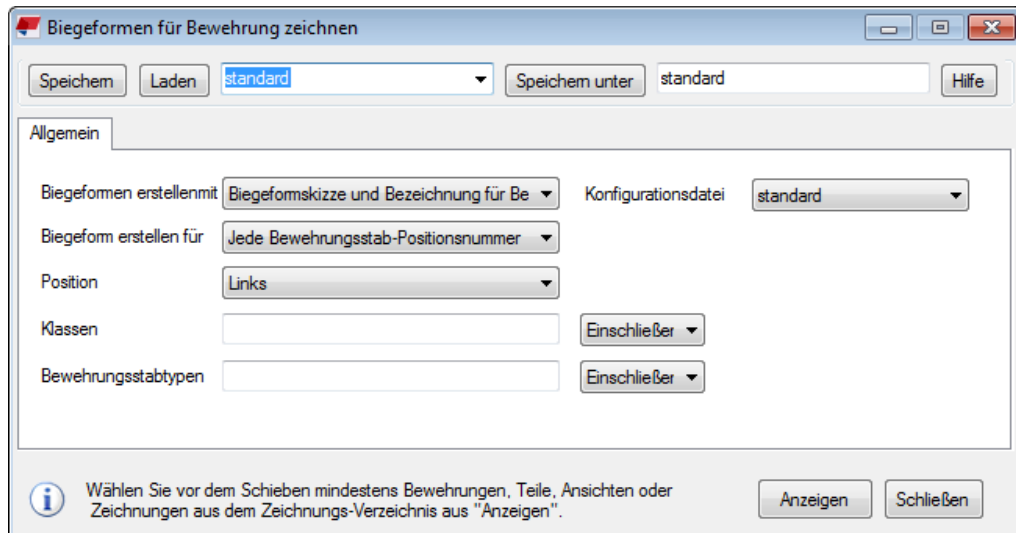 Biegeformen für Bewehrung zeichnen
Speichern Laden standard Speichern unter standard Hilfe
Allgemein
Biegeformen erstellenmit Biegeformskizze und Bezeichnung für Be Konfigurationsdatei standard
Biegeform erstellen für Jede Bewehrungsstab-Positionsnummer
Position Links
Klassen Einschließer
Bewehrungsstabtypen Einschließer
Wählen Sie vor dem Schieben mindestens Bewehrungen, Teile, Ansichten oder
Zeichnungen aus dem Zeichnungs-Verzeichnis aus "Anzeigen".
Anzeigen Schließen